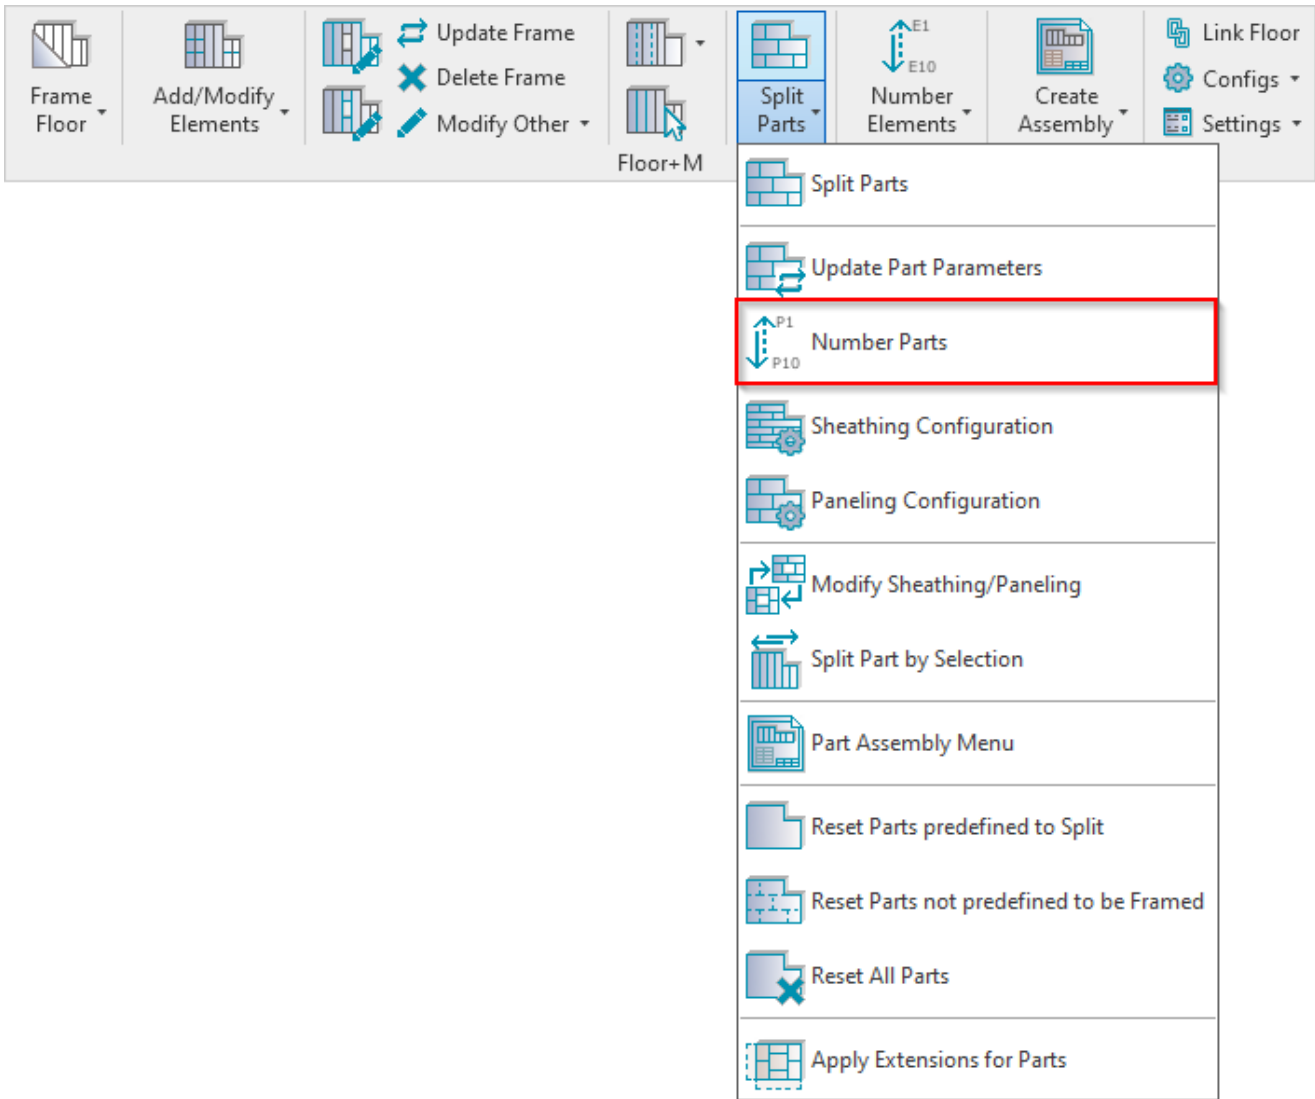 Frame
Floor
Add/Modify
Elements
Update Frame
Delete Frame
Modify Other
Floor+M
Split
Parts
E1
E10
Number
Elements
Create
Assembly
Link Floor
Configs
Settings
Split Parts
Update Part Parameters
P1
P10
Number Parts
Sheathing Configuration
Paneling Configuration
Modify Sheathing/Paneling
Split Part by Selection
Part Assembly Menu
Reset Parts predefined to Split
Reset Parts not predefined to be Framed
Reset All Parts
Apply Extensions for Parts